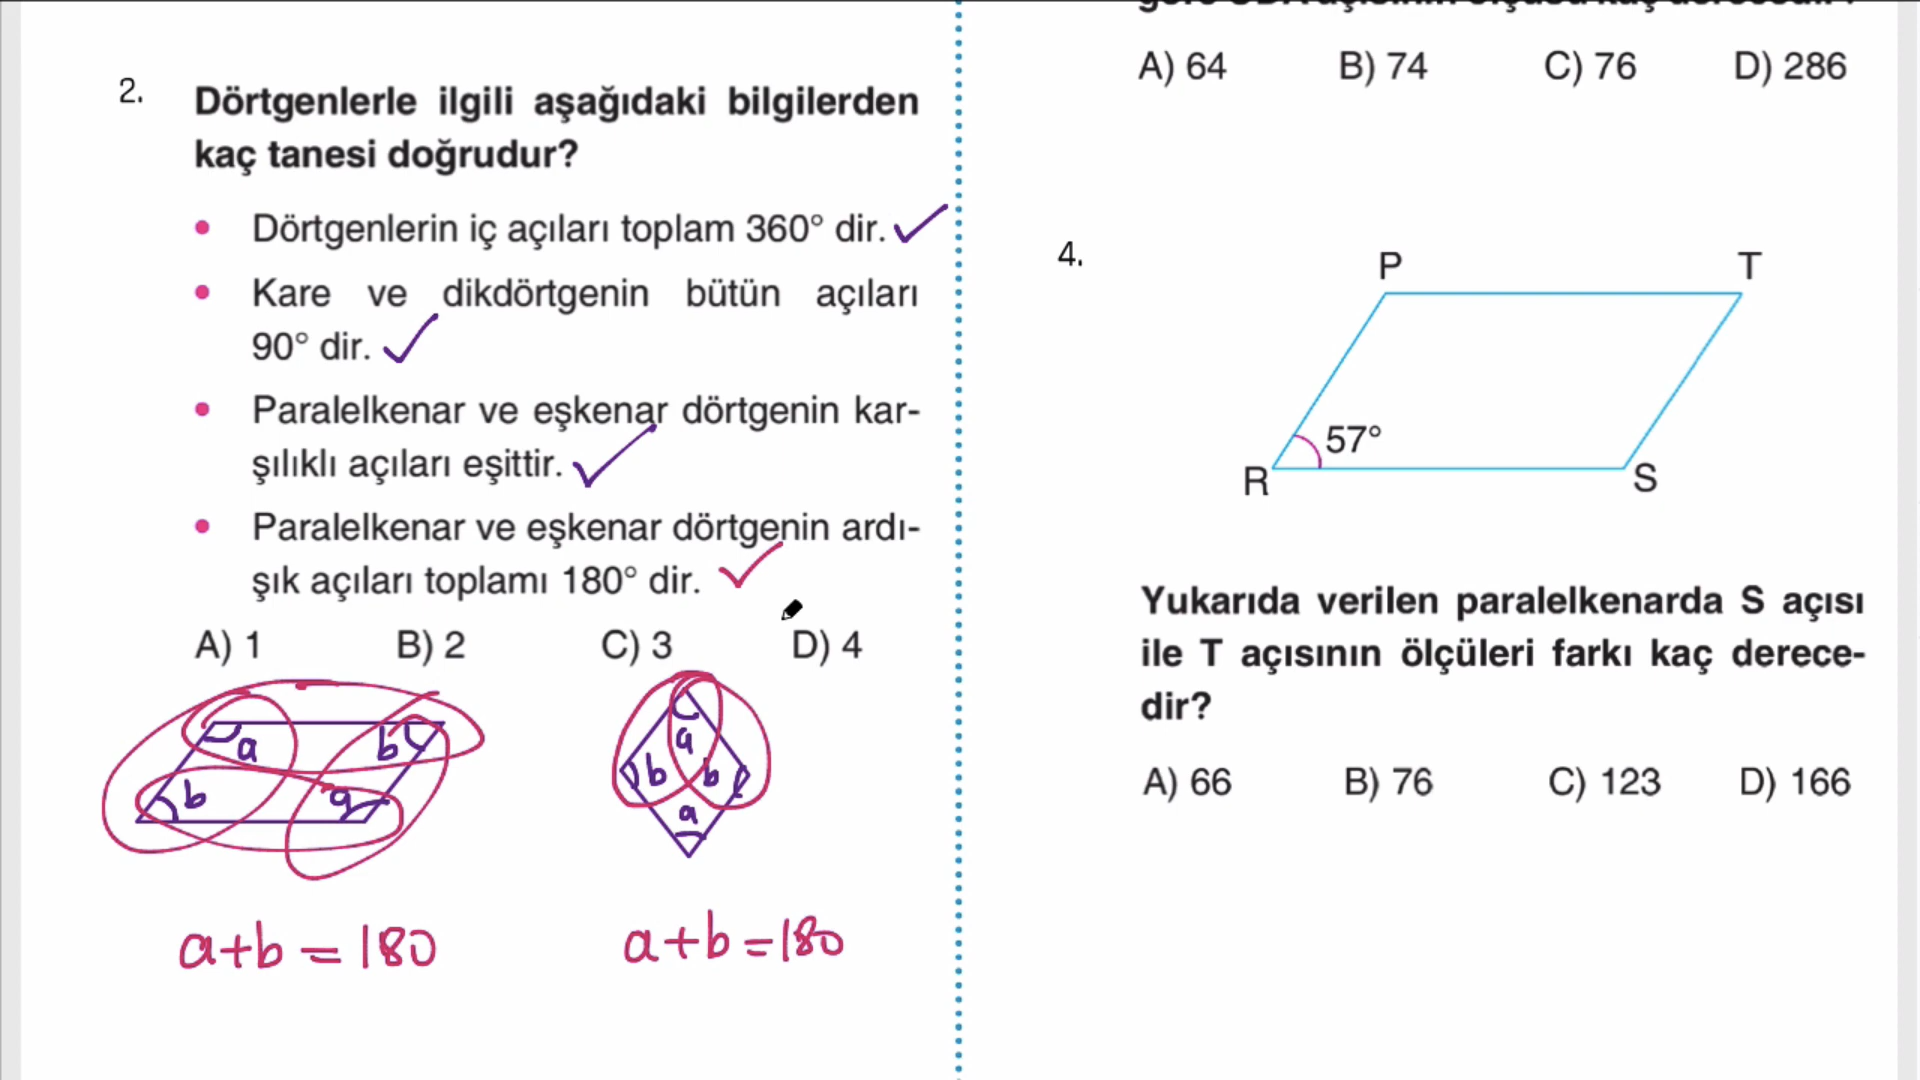 2.
Dörtgenlerle ilgili aşağıdaki bilgilerden
kaç tanesi doğrudur?
• Dörtgenlerin iç açıları toplam 360° dir.
• Kare ve dikdörtgenin bütün açıları
90° dir.
• Paralelkenar ve eşkenar dörtgenin kar-
şılıklı açıları eşittir.
• Paralelkenar ve eşkenar dörtgenin ardı-
şık açıları toplamı 180° dir.
A) 1 B) 2 C) 3 D) 4
a b
b a
a
b b
a
a+b=180
a+b=180
A) 64 B) 74 C) 76 D) 286
4.
P T
57°
R S
Yukarıda verilen paralelkenarda S açısı
ile T açısının ölçüleri farkı kaç derece-
dir?
A) 66 B) 76 C) 123 D) 166